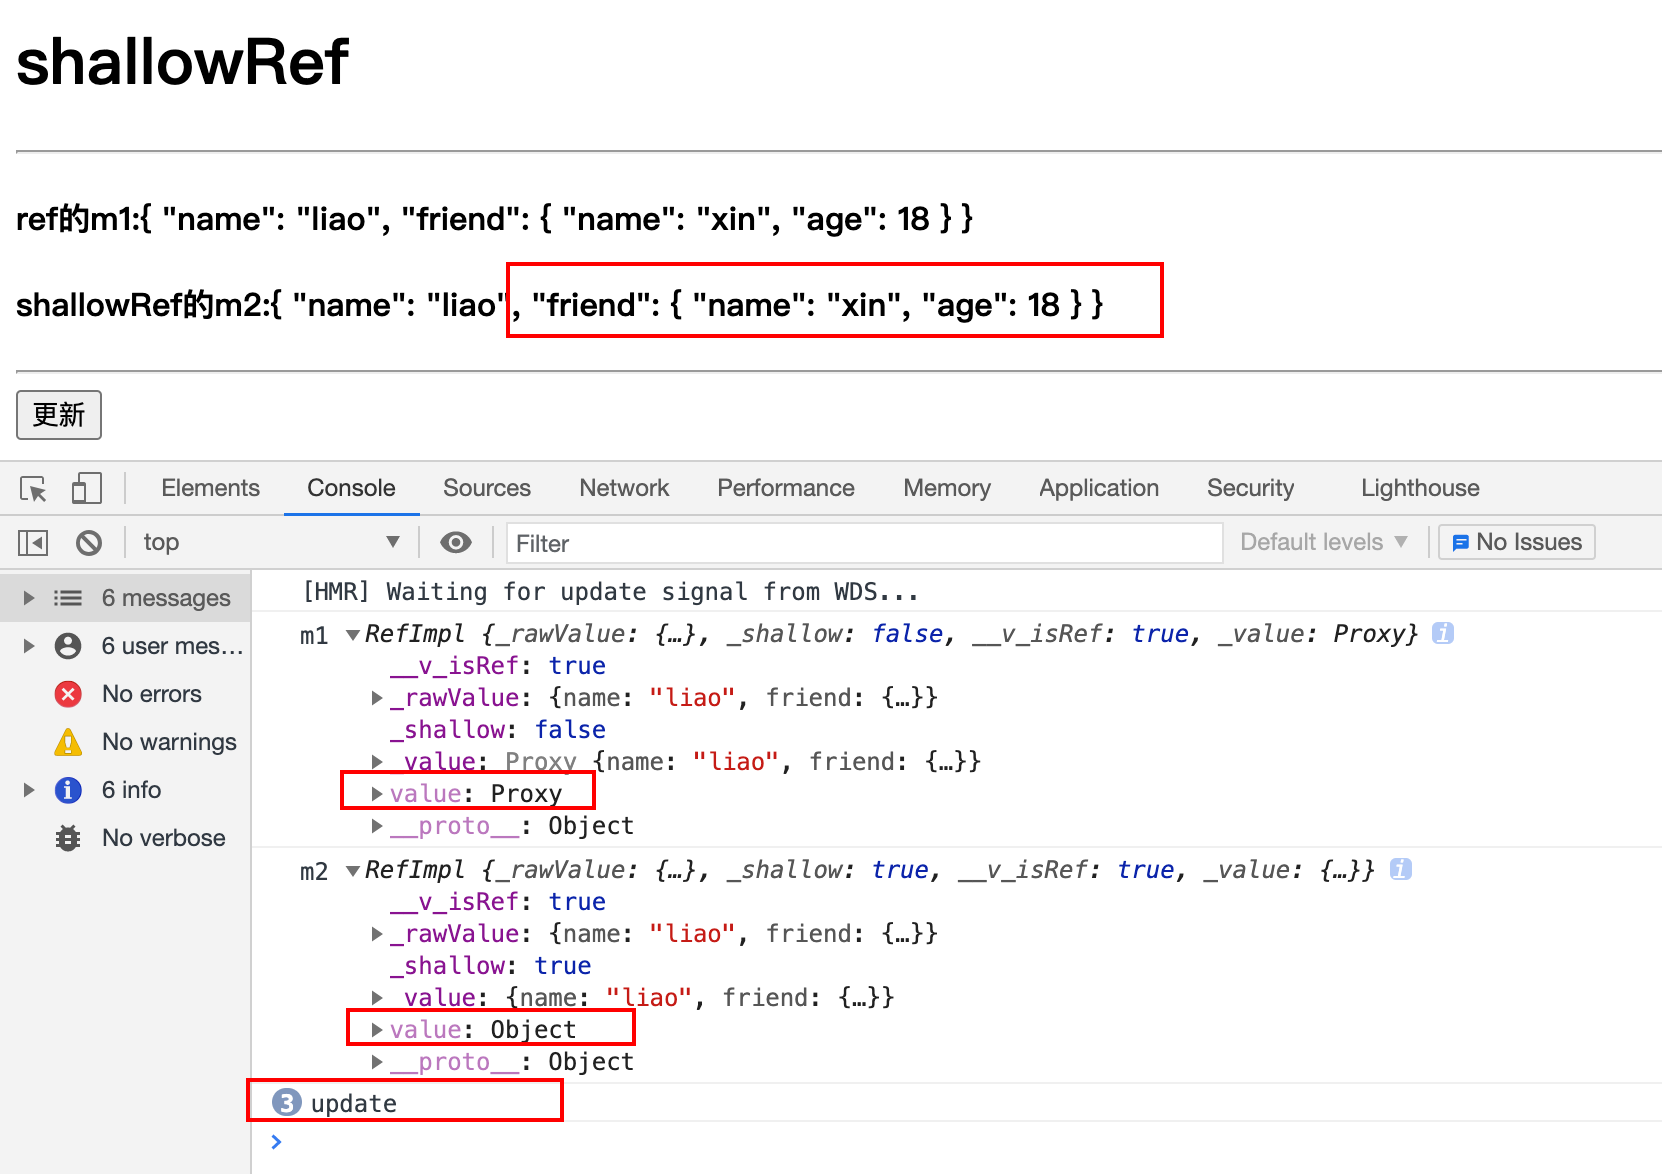 shallowRef
ref的m1:{ "name": "liao", "friend": { "name": "xin", "age": 18 } }
shallowRef的m2:{ "name": "liao", "friend": { "name": "xin", "age": 18 } }
更新
Elements Console Sources Network Performance Memory Application Security Lighthouse
top Filter Default levels No Issues
6 messages
6 user mes...
No errors
No warnings
6 info
No verbose
[HMR] Waiting for update signal from WDS...
m1 RefImpl {_rawValue: {…}, _shallow: false, __v_isRef: true, _value: Proxy}
__v_isRef: true
_rawValue: {name: "liao", friend: {…}}
_shallow: false
_value: Proxy {name: "liao", friend: {…}}
value: Proxy
__proto__: Object
m2 RefImpl {_rawValue: {…}, _shallow: true, __v_isRef: true, _value: {…}}
__v_isRef: true
_rawValue: {name: "liao", friend: {…}}
_shallow: true
_value: {name: "liao", friend: {…}}
value: Object
__proto__: Object
3 update